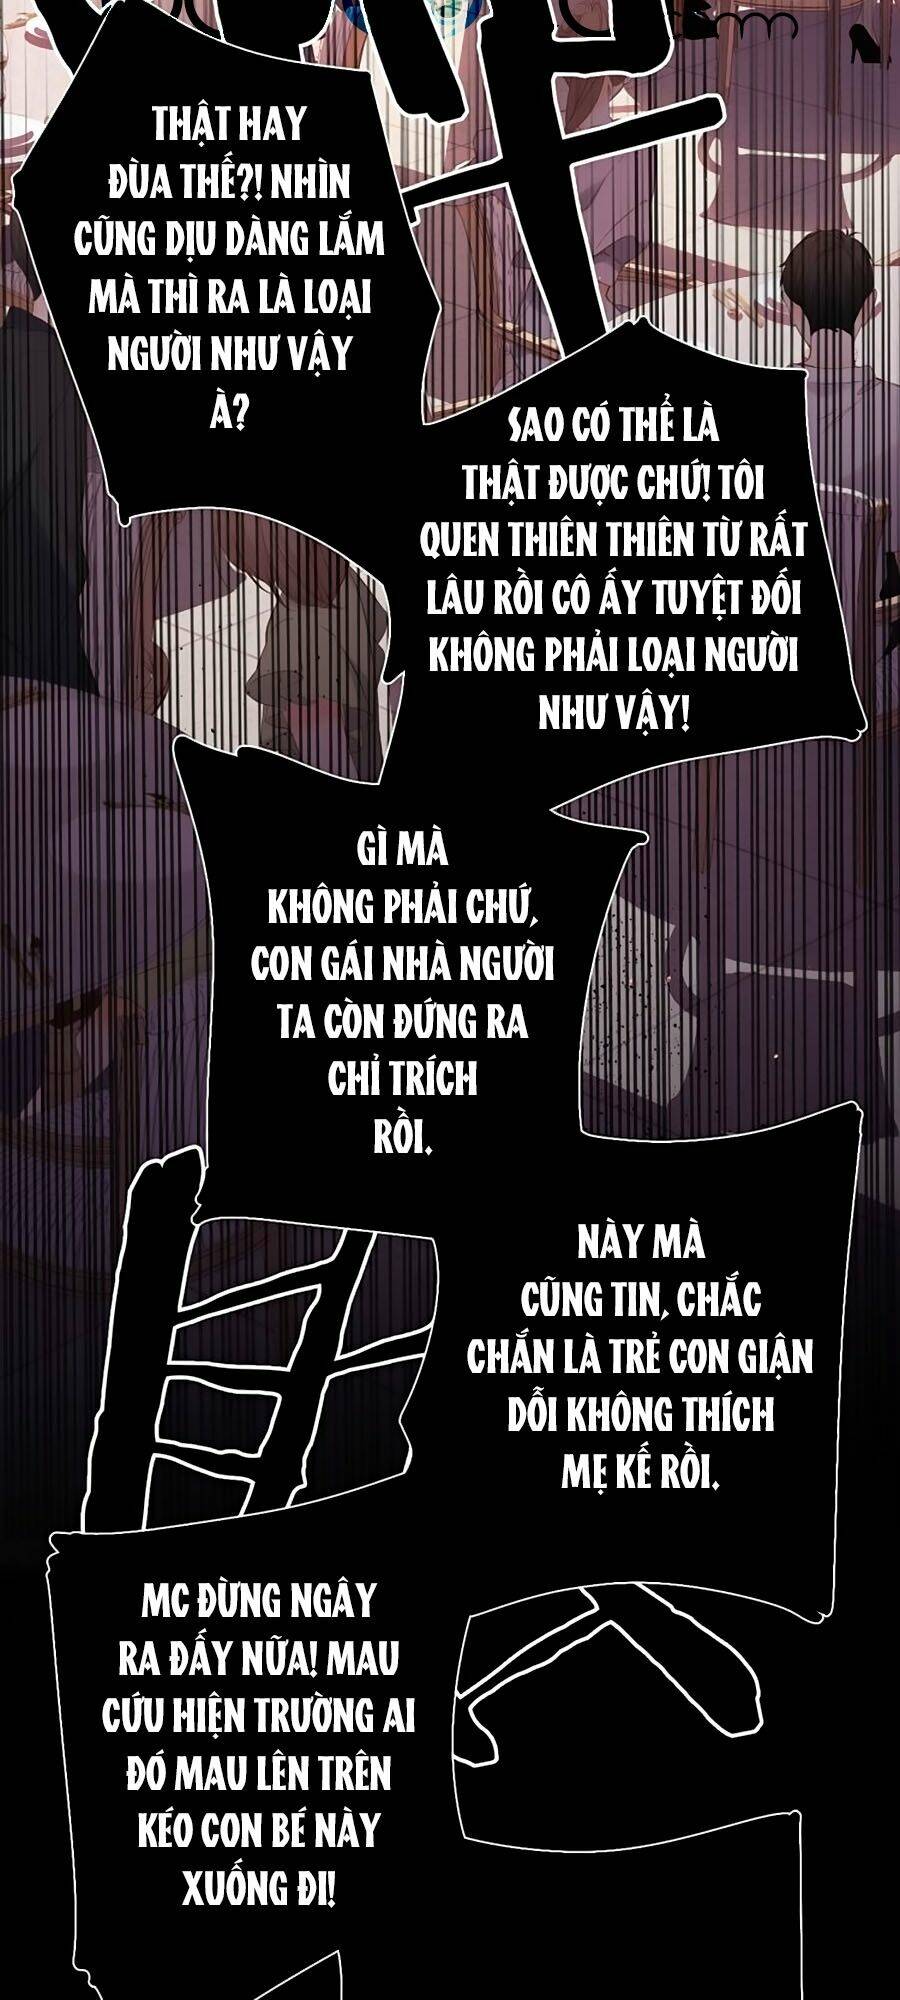 THẬT HAY
ĐÙA THẾ?! NHÌN
CŨNG DỊU DÀNG LẮM
MÀ THÌ RA LÀ LOẠI
NGƯỜI NHƯ VẬY
À?
SAO CÓ THỂ LÀ
THẬT ĐƯỢC CHỨ! TÔI
QUEN THIÊN THIÊN TỪ RẤT
LÂU RỒI CÔ ẤY TUYỆT ĐỐI
KHÔNG PHẢI LOẠI NGƯỜI
NHƯ VẬY!
GÌ MÀ
KHÔNG PHẢI CHỨ,
CON GÁI NHÀ NGƯỜI
TA CÒN ĐỨNG RA
CHỈ TRÍCH
RỒI.
NÀY MÀ
CŨNG TIN, CHẮC
CHẮN LÀ TRẺ CON GIẬN
DỖI KHÔNG THÍCH
MẸ KẾ RỒI.
MC ĐỪNG NGÂY
RA ĐẤY NỮA! MAU
CỨU HIỆN TRƯỜNG AI
ĐÓ MAU LÊN TRÊN
KÉO CON BÉ NÀY
XUỐNG ĐI!